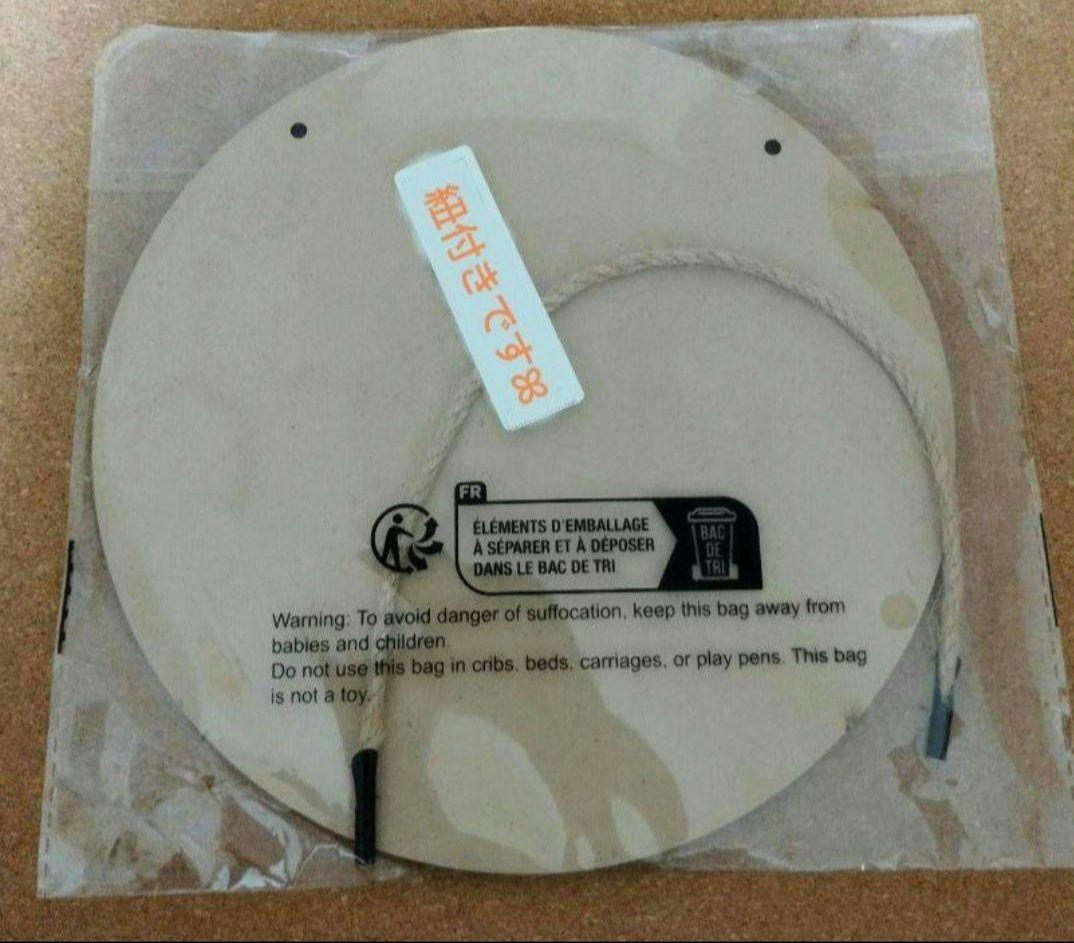 紐付きです
FR
ÉLÉMENTS D'EMBALLAGE
À SÉPARER ET À DÉPOSER
DANS LE BAC DE TRI
BAC
DE
TRI
Warning: To avoid danger of suffocation, keep this bag away from
babies and children.
Do not use this bag in cribs, beds, carriages, or play pens. This bag
is not a toy.